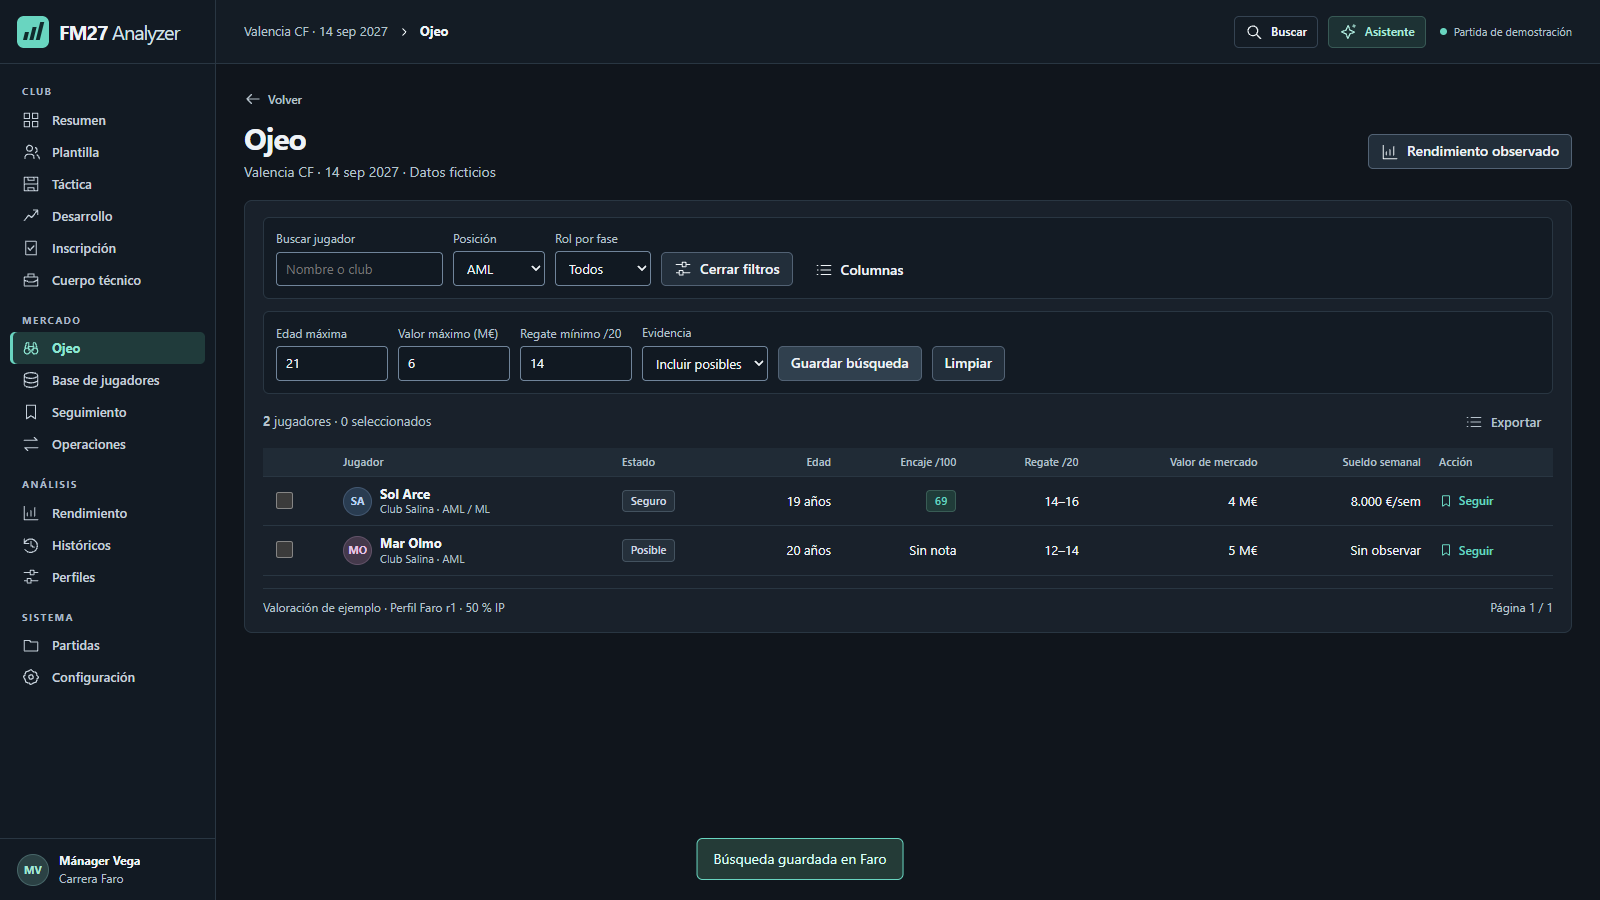 FM27 Analyzer
Valencia CF · 14 sep 2027 > Ojeo
Buscar
Asistente
Partida de demostración
CLUB
Resumen
Plantilla
Táctica
Desarrollo
Inscripción
Cuerpo técnico
MERCADO
Ojeo
Base de jugadores
Seguimiento
Operaciones
ANÁLISIS
Rendimiento
Históricos
Perfiles
SISTEMA
Partidas
Configuración
MV
Mánager Vega
Carrera Faro
Volver
Ojeo
Valencia CF · 14 sep 2027 · Datos ficticios
Rendimiento observado
Buscar jugador Posición Rol por fase
Nombre o club AML Todos Cerrar filtros Columnas
Edad máxima Valor máximo (M€) Regate mínimo /20 Evidencia
21 6 14 Incluir posibles Guardar búsqueda Limpiar
2 jugadores · 0 seleccionados Exportar
Jugador Estado Edad Encaje /100 Regate /20 Valor de mercado Sueldo semanal Acción
SA Sol Arce Seguro 19 años 69 14–16 4 M€ 8.000 €/sem Seguir
Club Salina · AML / ML
MO Mar Olmo Posible 20 años Sin nota 12–14 5 M€ Sin observar Seguir
Club Salina · AML
Valoración de ejemplo · Perfil Faro r1 · 50 % IP Página 1 / 1
Búsqueda guardada en Faro